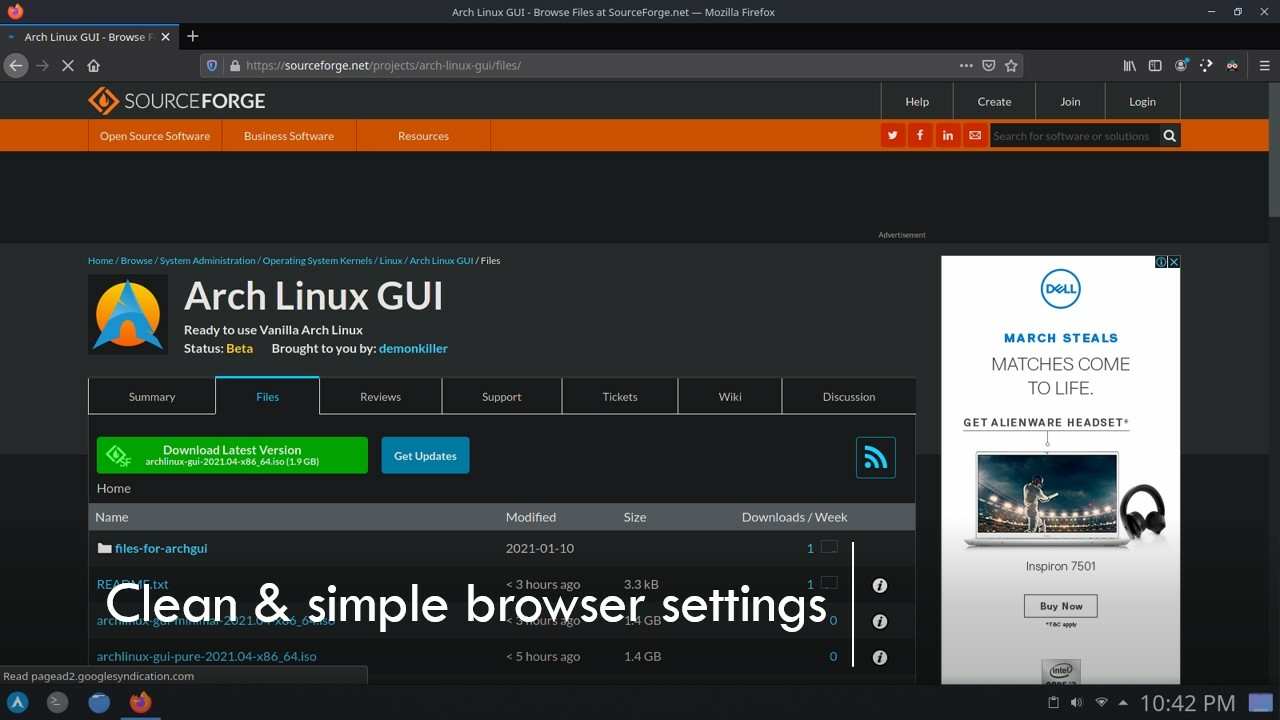 Arch Linux GUI - Browse Files at SourceForge.net — Mozilla Firefox
Arch Linux GUI - Browse F
https://sourceforge.net/projects/arch-linux-gui/files/
SOURCEFORGE
Help Create Join Login
Open Source Software Business Software Resources
Search for software or solutions
Advertisement
Home / Browse / System Administration / Operating System Kernels / Linux / Arch Linux GUI / Files
Arch Linux GUI
Ready to use Vanilla Arch Linux
Status: Beta Brought to you by: demonkiller
Summary Files Reviews Support Tickets Wiki Discussion
SF
Download Latest Version
archlinux-gui-2021.04-x86_64.iso (1.9 GB)
Get Updates
Home
Name Modified Size Downloads / Week
files-for-archgui 2021-01-10 1
README.txt < 3 hours ago 3.3 kB 1
Clean & simple browser settings
archlinux-gui-minimal-2021.04-x86_64.iso < 3 hours ago 1.4 GB 0
archlinux-gui-pure-2021.04-x86_64.iso < 5 hours ago 1.4 GB 0
DELL
MARCH STEALS
MATCHES COME
TO LIFE.
GET ALIENWARE HEADSET*
Inspiron 7501
Buy Now
*T&C apply
intel
Read pagead2.googlesyndication.com
10:42 PM